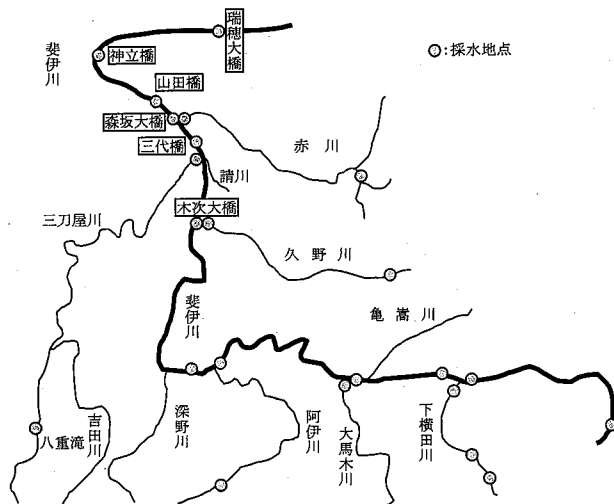 瑞穂大橋
斐伊川
神立橋
◎:採水地点
山田橋
森坂大橋
赤川
三代橋
請川
木次大橋
三刀屋川
久野川
斐伊川
亀嵩川
深野川
阿伊川
大馬木川
下横田川
吉田川
八重滝